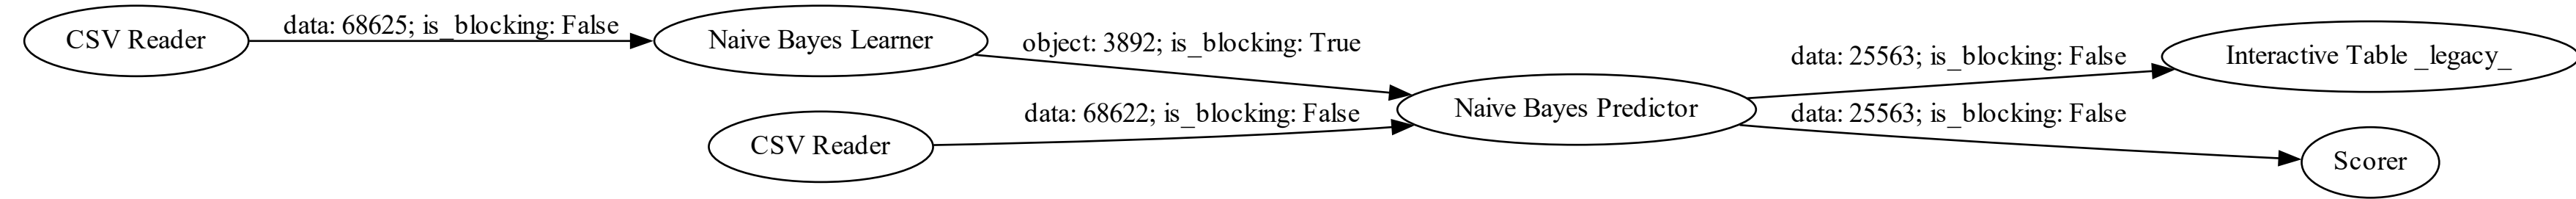 CSV Reader
data: 68625; is_blocking: False
Naive Bayes Learner
object: 3892; is_blocking: True
CSV Reader
data: 68622; is_blocking: False
Naive Bayes Predictor
data: 25563; is_blocking: False
Interactive Table _legacy_
data: 25563; is_blocking: False
Scorer